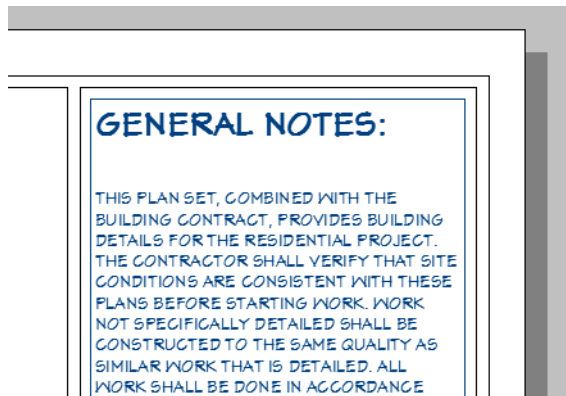 GENERAL NOTES:
THIS PLAN SET, COMBINED WITH THE
BUILDING CONTRACT, PROVIDES BUILDING
DETAILS FOR THE RESIDENTIAL PROJECT.
THE CONTRACTOR SHALL VERIFY THAT SITE
CONDITIONS ARE CONSISTENT WITH THESE
PLANS BEFORE STARTING WORK. WORK
NOT SPECIFICALLY DETAILED SHALL BE
CONSTRUCTED TO THE SAME QUALITY AS
SIMILAR WORK THAT IS DETAILED. ALL
WORK SHALL BE DONE IN ACCORDANCE